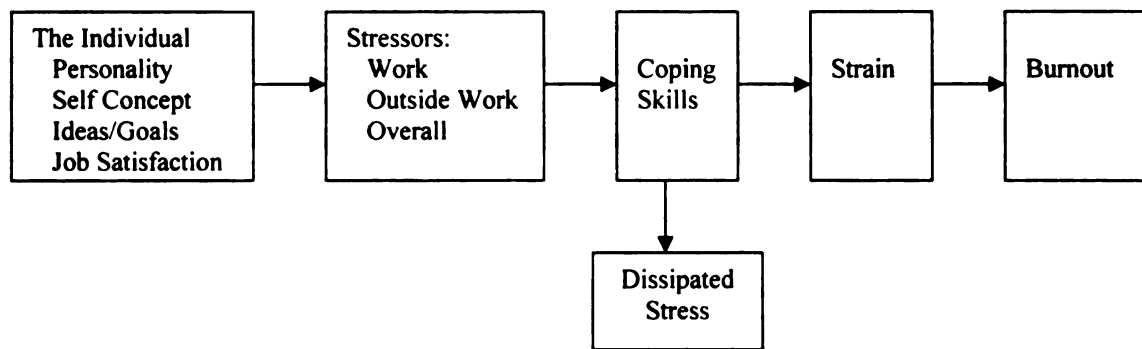 The Individual
Personality
Self Concept
Ideas/Goals
Job Satisfaction
Stressors:
Work
Outside Work
Overall
Coping
Skills
Strain
Burnout
Dissipated
Stress